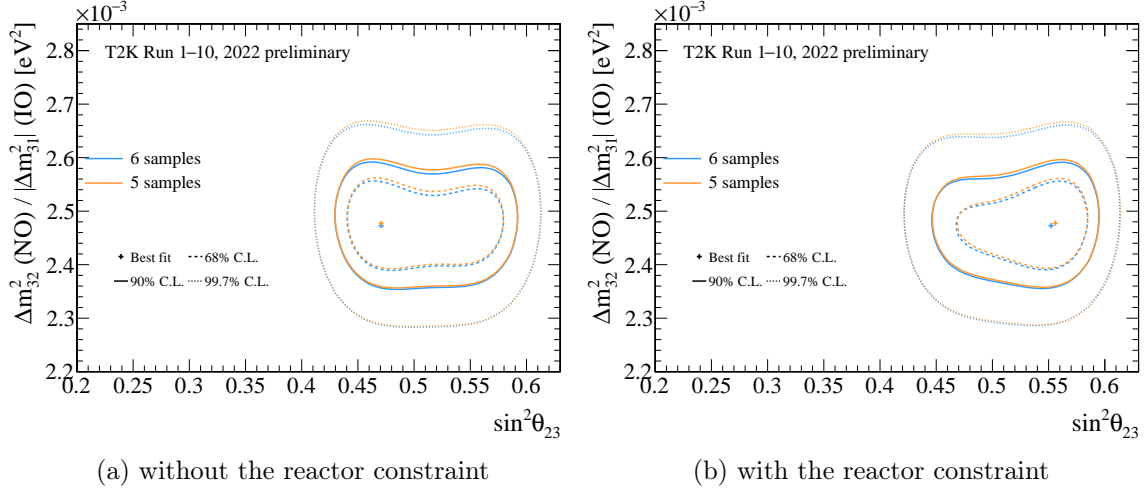 ×10⁻³
T2K Run 1–10, 2022 preliminary
2.8
2.7
2.6
2.5
2.4
2.3
2.2
Δm²₃₂ (NO) / |Δm²₃₁| (IO) [eV²]
6 samples
5 samples
Best fit
68% C.L.
90% C.L.
99.7% C.L.
0.2 0.25 0.3 0.35 0.4 0.45 0.5 0.55 0.6
sin²θ₂₃
(a) without the reactor constraint
×10⁻³
T2K Run 1–10, 2022 preliminary
2.8
2.7
2.6
2.5
2.4
2.3
2.2
Δm²₃₂ (NO) / |Δm²₃₁| (IO) [eV²]
6 samples
5 samples
Best fit
68% C.L.
90% C.L.
99.7% C.L.
0.2 0.25 0.3 0.35 0.4 0.45 0.5 0.55 0.6
sin²θ₂₃
(b) with the reactor constraint